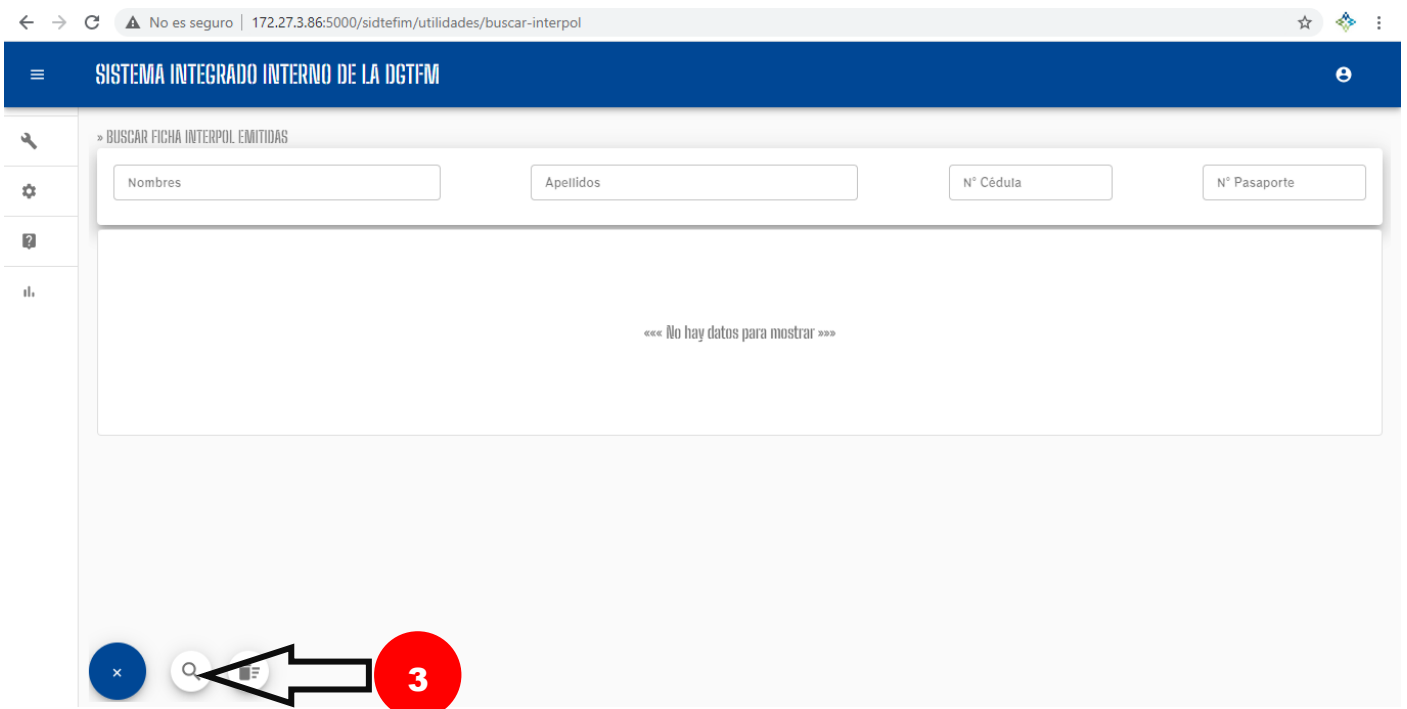 No es seguro | 172.27.3.86:5000/sidtefim/utilidades/buscar-interpol
SISTEMA INTEGRADO INTERNO DE LA DGTFM
» BUSCAR FICHA INTERPOL EMITIDAS
Nombres Apellidos N° Cédula N° Pasaporte
««« No hay datos para mostrar »»»
3